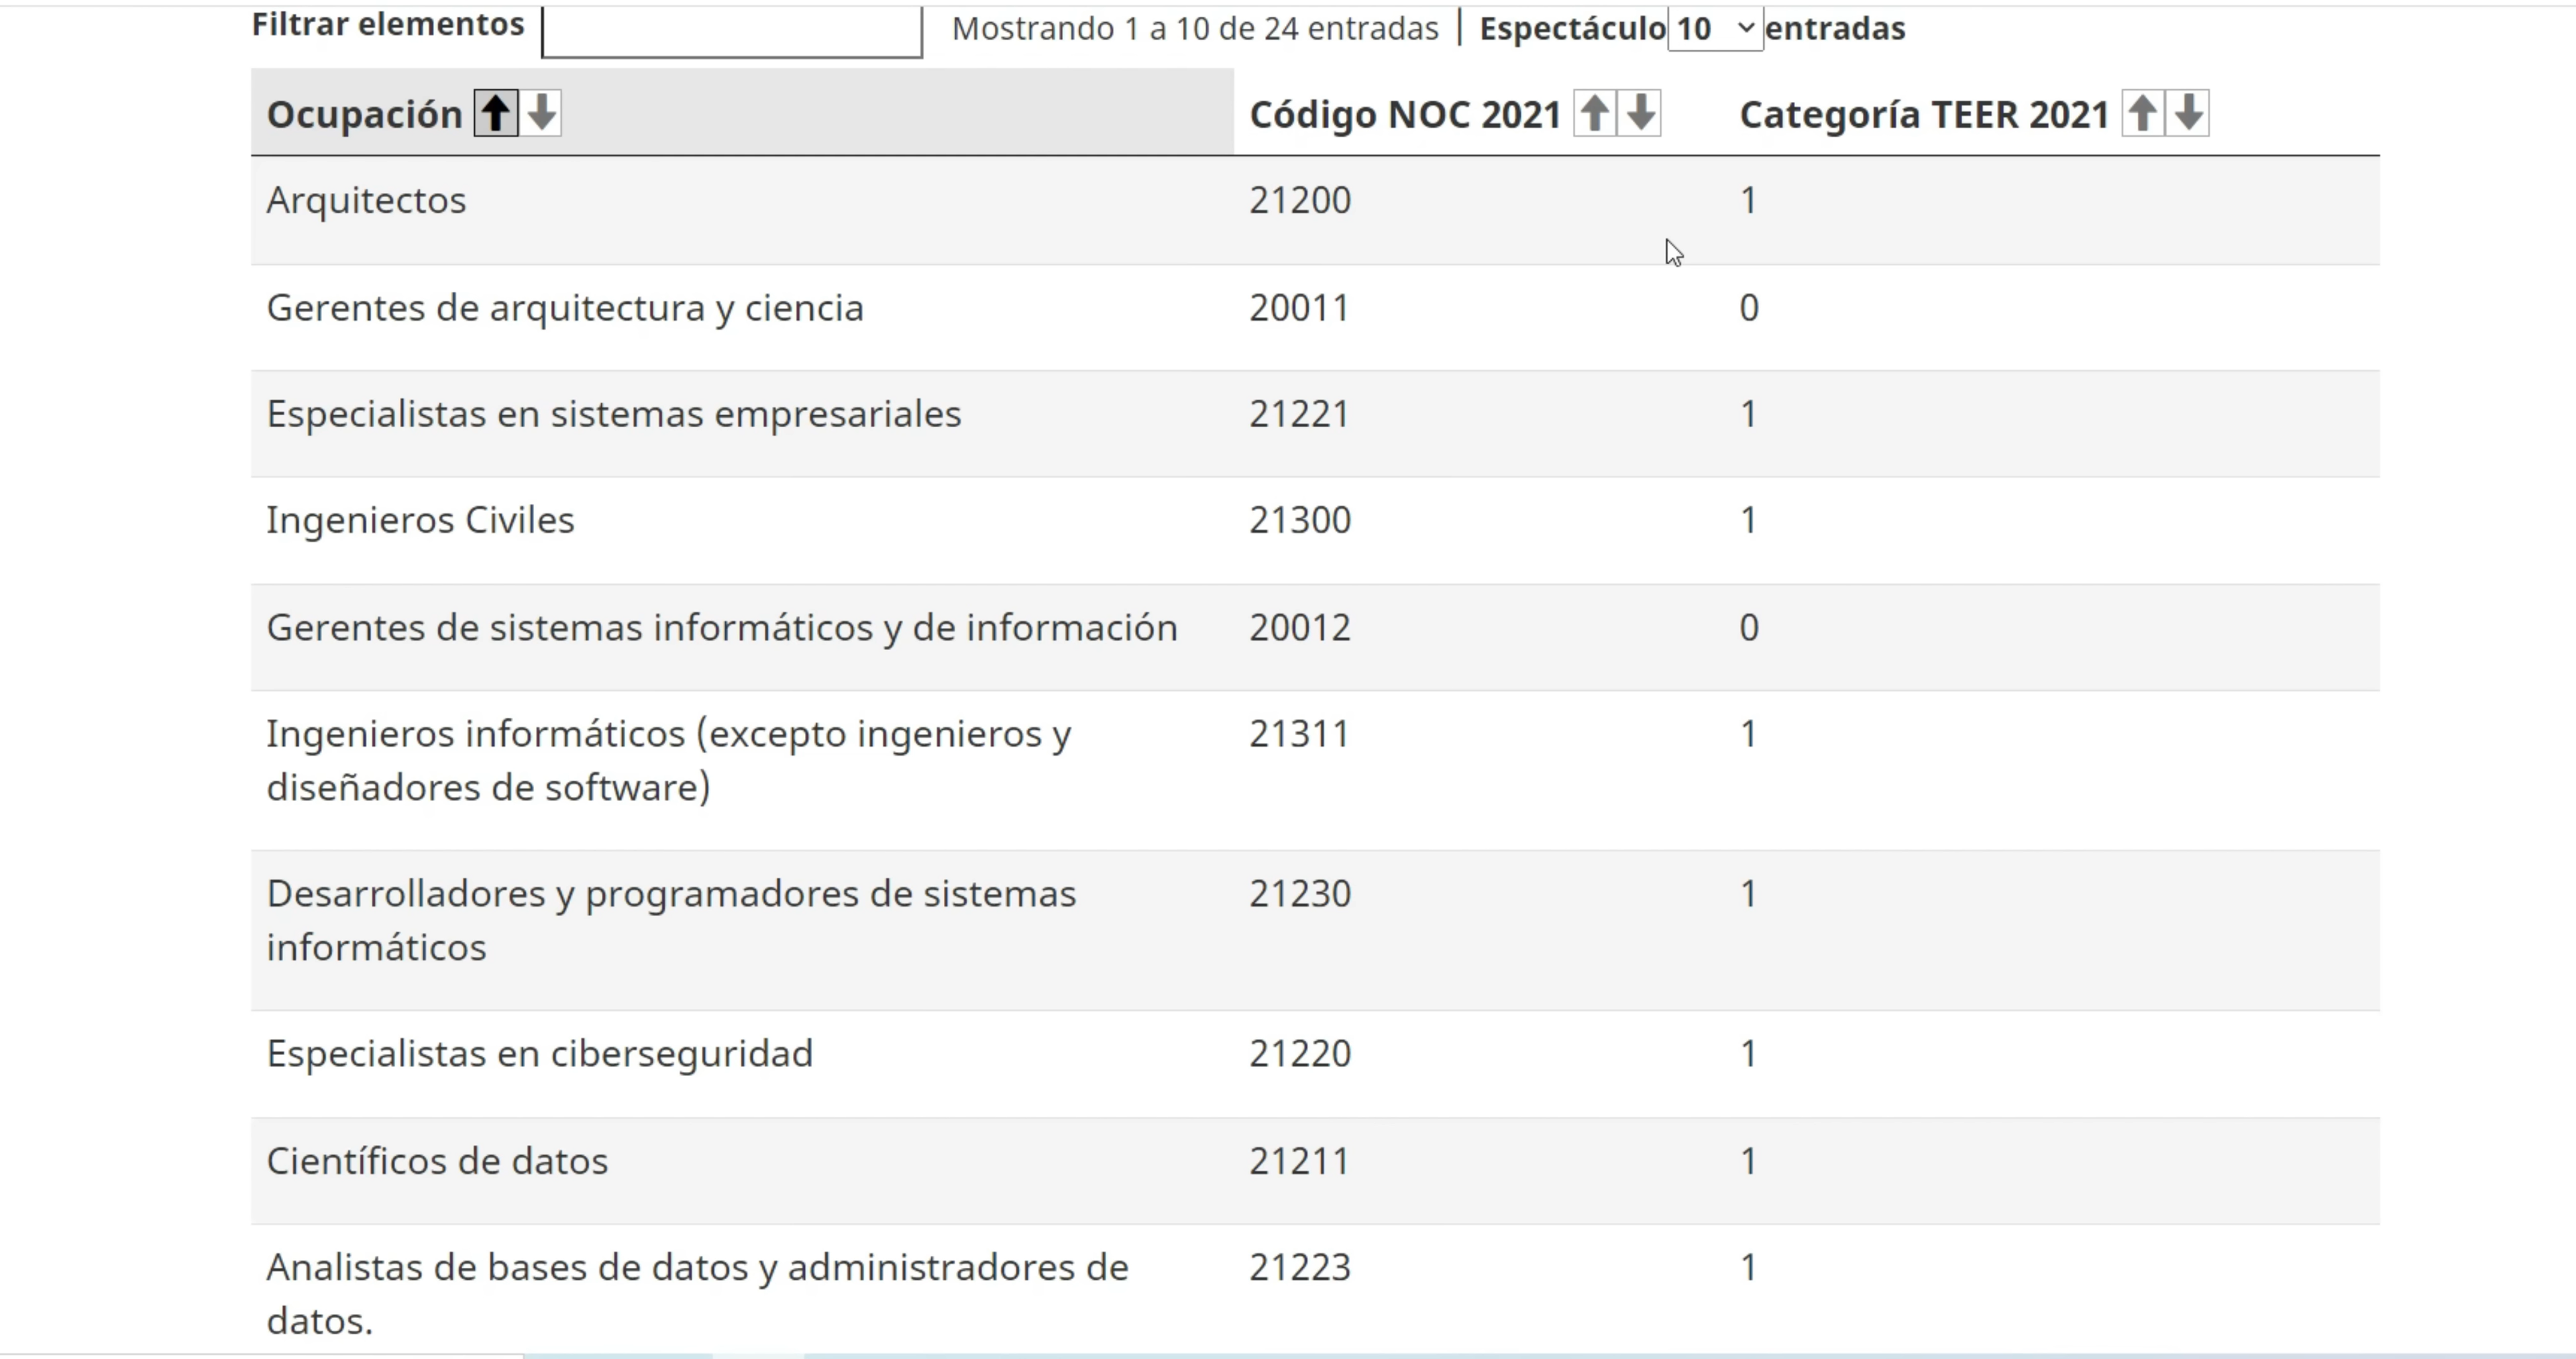 Filtrar elementos Mostrando 1 a 10 de 24 entradas | Espectáculo 10 entradas
Ocupación Código NOC 2021 Categoría TEER 2021
Arquitectos 21200 1
Gerentes de arquitectura y ciencia 20011 0
Especialistas en sistemas empresariales 21221 1
Ingenieros Civiles 21300 1
Gerentes de sistemas informáticos y de información 20012 0
Ingenieros informáticos (excepto ingenieros y 21311 1
diseñadores de software)
Desarrolladores y programadores de sistemas 21230 1
informáticos
Especialistas en ciberseguridad 21220 1
Científicos de datos 21211 1
Analistas de bases de datos y administradores de 21223 1
datos.